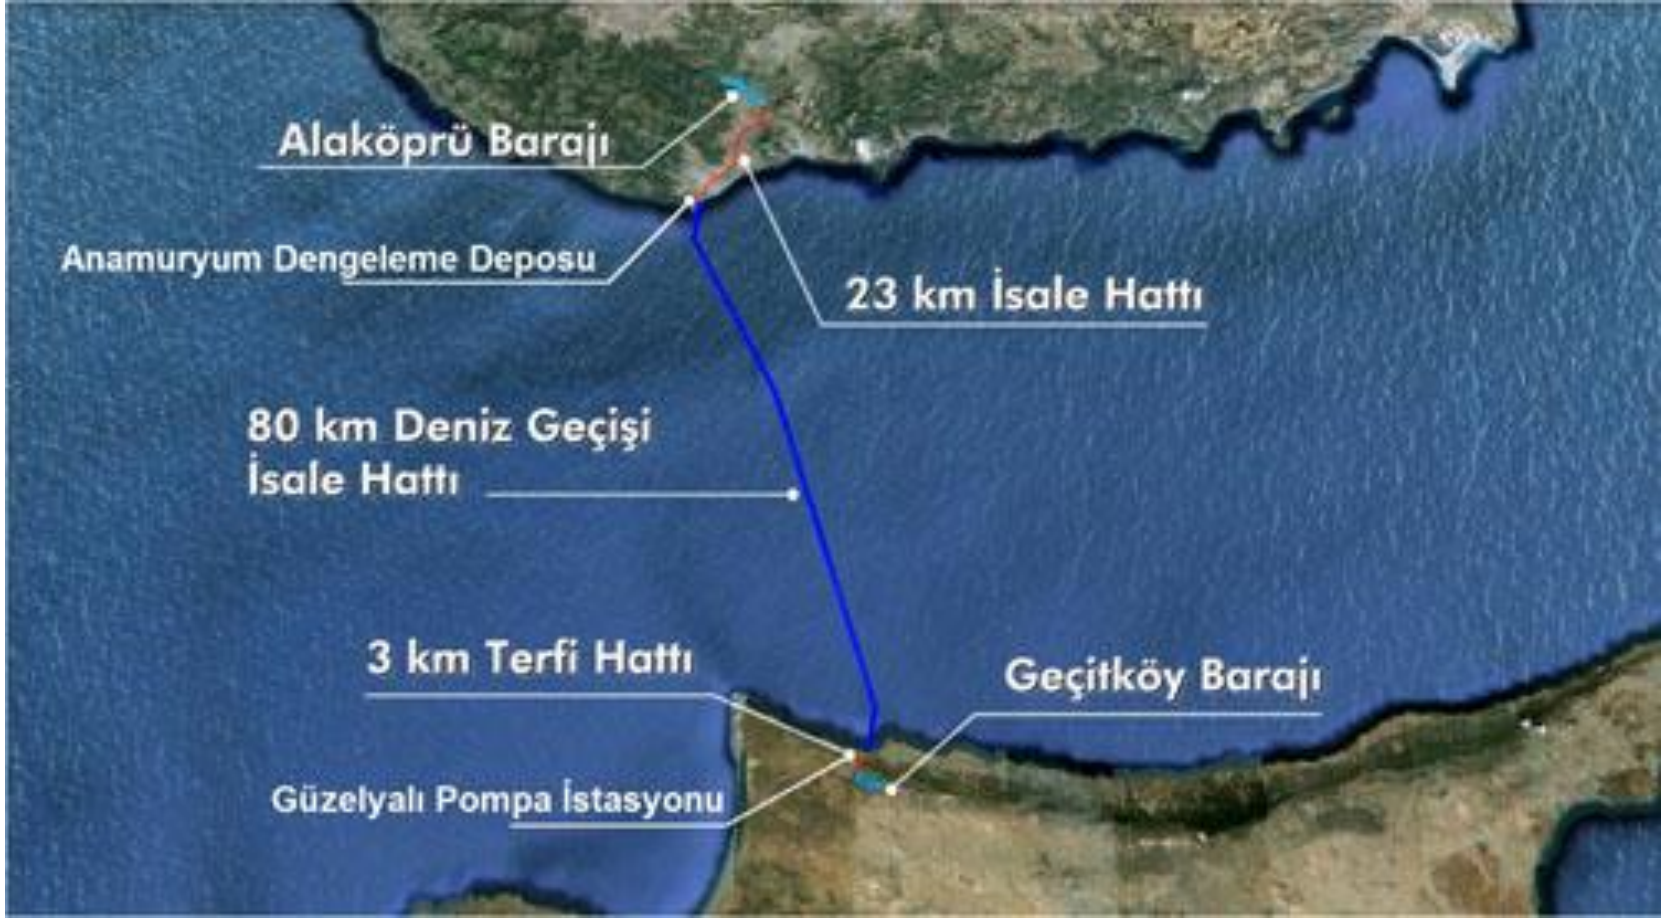 Alaköprü Barajı
Anamuryum Dengeleme Deposu
23 km İsale Hattı
80 km Deniz Geçişi
İsale Hattı
3 km Terfi Hattı
Geçitköy Barajı
Güzelyalı Pompa İstasyonu